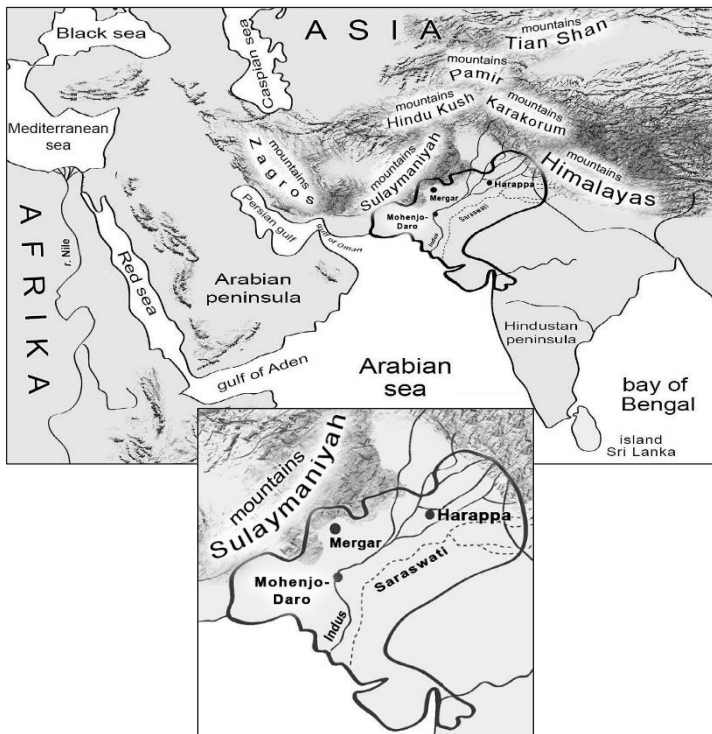 ASIA
Black sea
Caspian sea
mountains
Tian Shan
mountains
Pamir
mountains
Hindu Kush
mountains
Karakorum
Mediterranean
sea
mountains
Zagros
mountains
Sulaymaniyah
mountains
Himalayas
Mergar
Harappa
Mohenjo-
Daro
Indus
Saraswati
Persian gulf
gulf of Oman
AFRIKA
r. Nile
Red sea
Arabian
peninsula
Hindustan
peninsula
gulf of Aden
Arabian
sea
bay of
Bengal
island
Sri Lanka
mountains
Sulaymaniyah
Harappa
Mergar
Mohenjo-
Daro
Saraswati
Indus